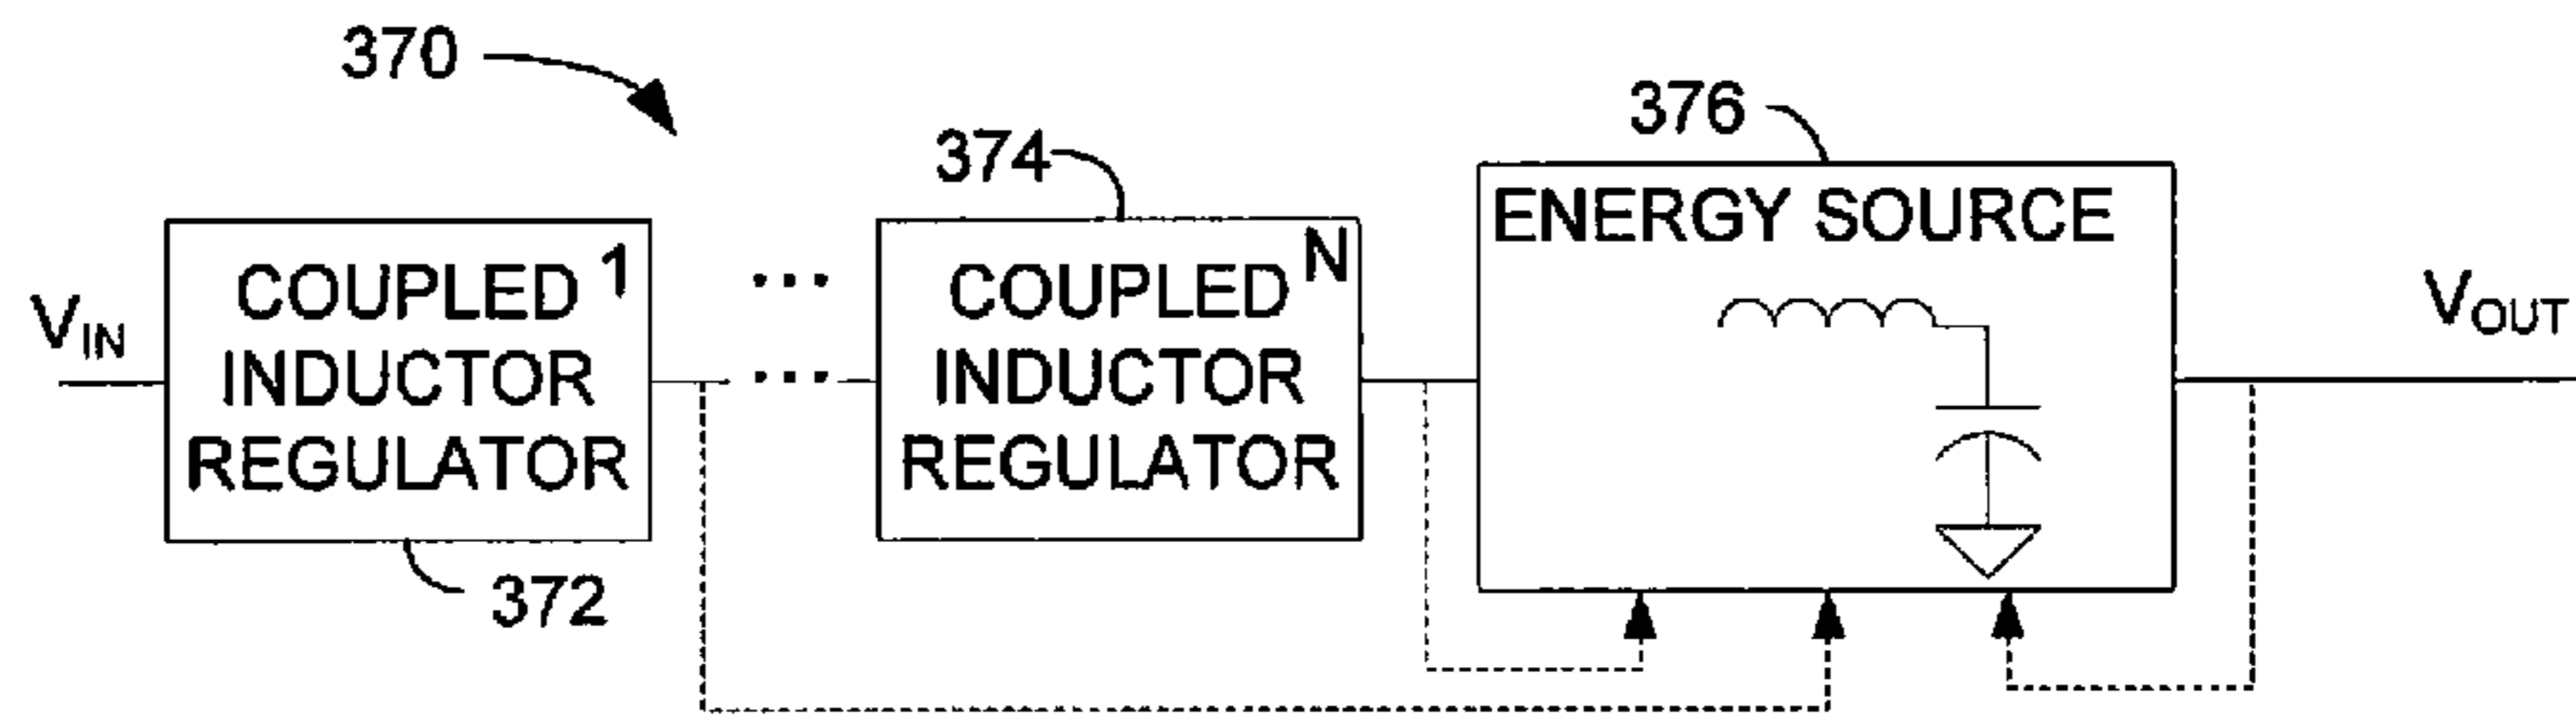 370
376
374
ENERGY SOURCE
COUPLED 1
INDUCTOR
REGULATOR
... 
COUPLED N
INDUCTOR
REGULATOR
...
V_IN
V_OUT
372